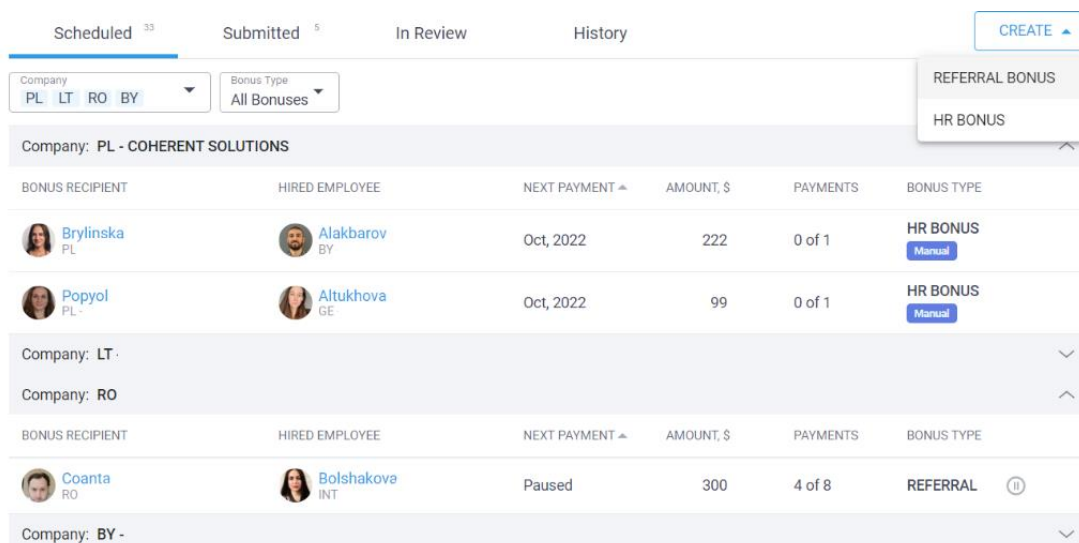 Scheduled 33 Submitted 5 In Review History CREATE
Company Bonus Type
PL LT RO BY All Bonuses
REFERRAL BONUS
HR BONUS
Company: PL - COHERENT SOLUTIONS
BONUS RECIPIENT HIRED EMPLOYEE NEXT PAYMENT AMOUNT, $ PAYMENTS BONUS TYPE
Brylinska Alakbarov Oct, 2022 222 0 of 1 HR BONUS
PL BY Manual
Popyol Altukhova Oct, 2022 99 0 of 1 HR BONUS
PL - GE Manual
Company: LT -
Company: RO
BONUS RECIPIENT HIRED EMPLOYEE NEXT PAYMENT AMOUNT, $ PAYMENTS BONUS TYPE
Coanta Bolshakova Paused 300 4 of 8 REFERRAL
RO INT
Company: BY -